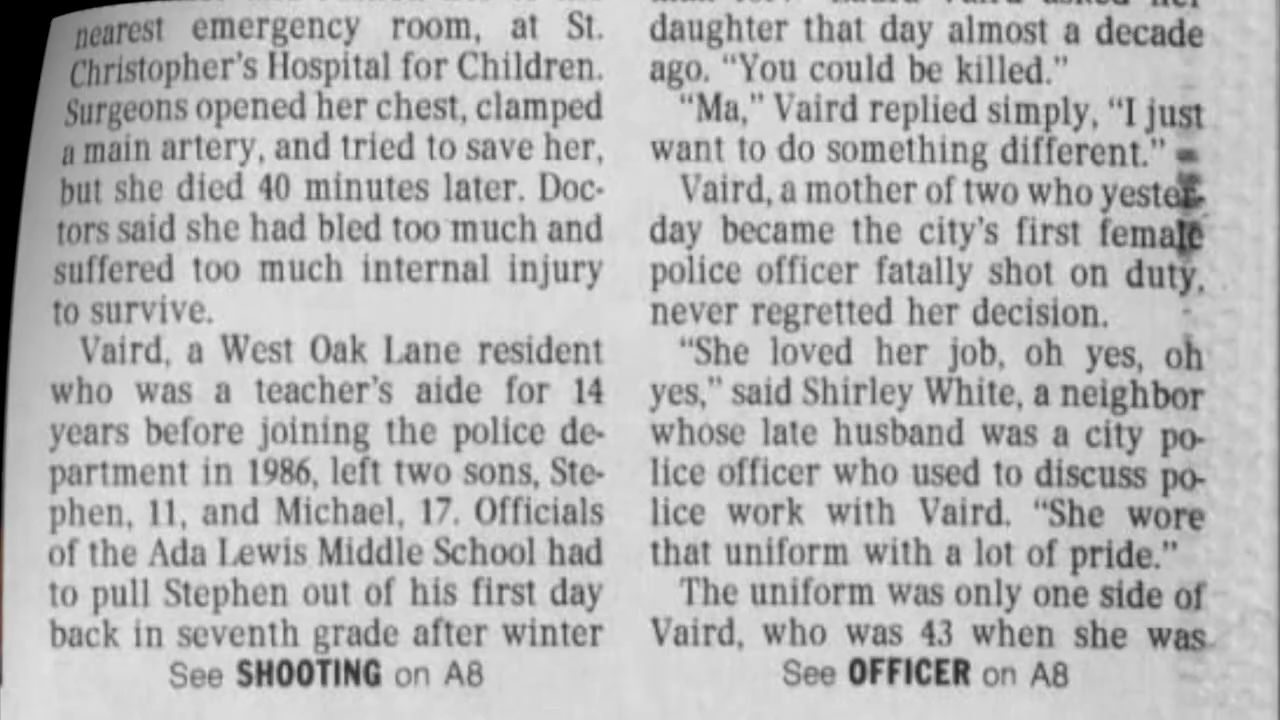 nearest emergency room, at St.
Christopher's Hospital for Children.
Surgeons opened her chest, clamped
a main artery, and tried to save her,
but she died 40 minutes later. Doc-
tors said she had bled too much and
suffered too much internal injury
to survive.
Vaird, a West Oak Lane resident
who was a teacher's aide for 14
years before joining the police de-
partment in 1986, left two sons, Ste-
phen, 11, and Michael, 17. Officials
of the Ada Lewis Middle School had
to pull Stephen out of his first day
back in seventh grade after winter
See SHOOTING on A8
daughter that day almost a decade
ago. "You could be killed."
"Ma," Vaird replied simply, "I just
want to do something different."
Vaird, a mother of two who yester-
day became the city's first female
police officer fatally shot on duty,
never regretted her decision.
"She loved her job, oh yes, oh
yes," said Shirley White, a neighbor
whose late husband was a city po-
lice officer who used to discuss po-
lice work with Vaird. "She wore
that uniform with a lot of pride."
The uniform was only one side of
Vaird, who was 43 when she was
See OFFICER on A8